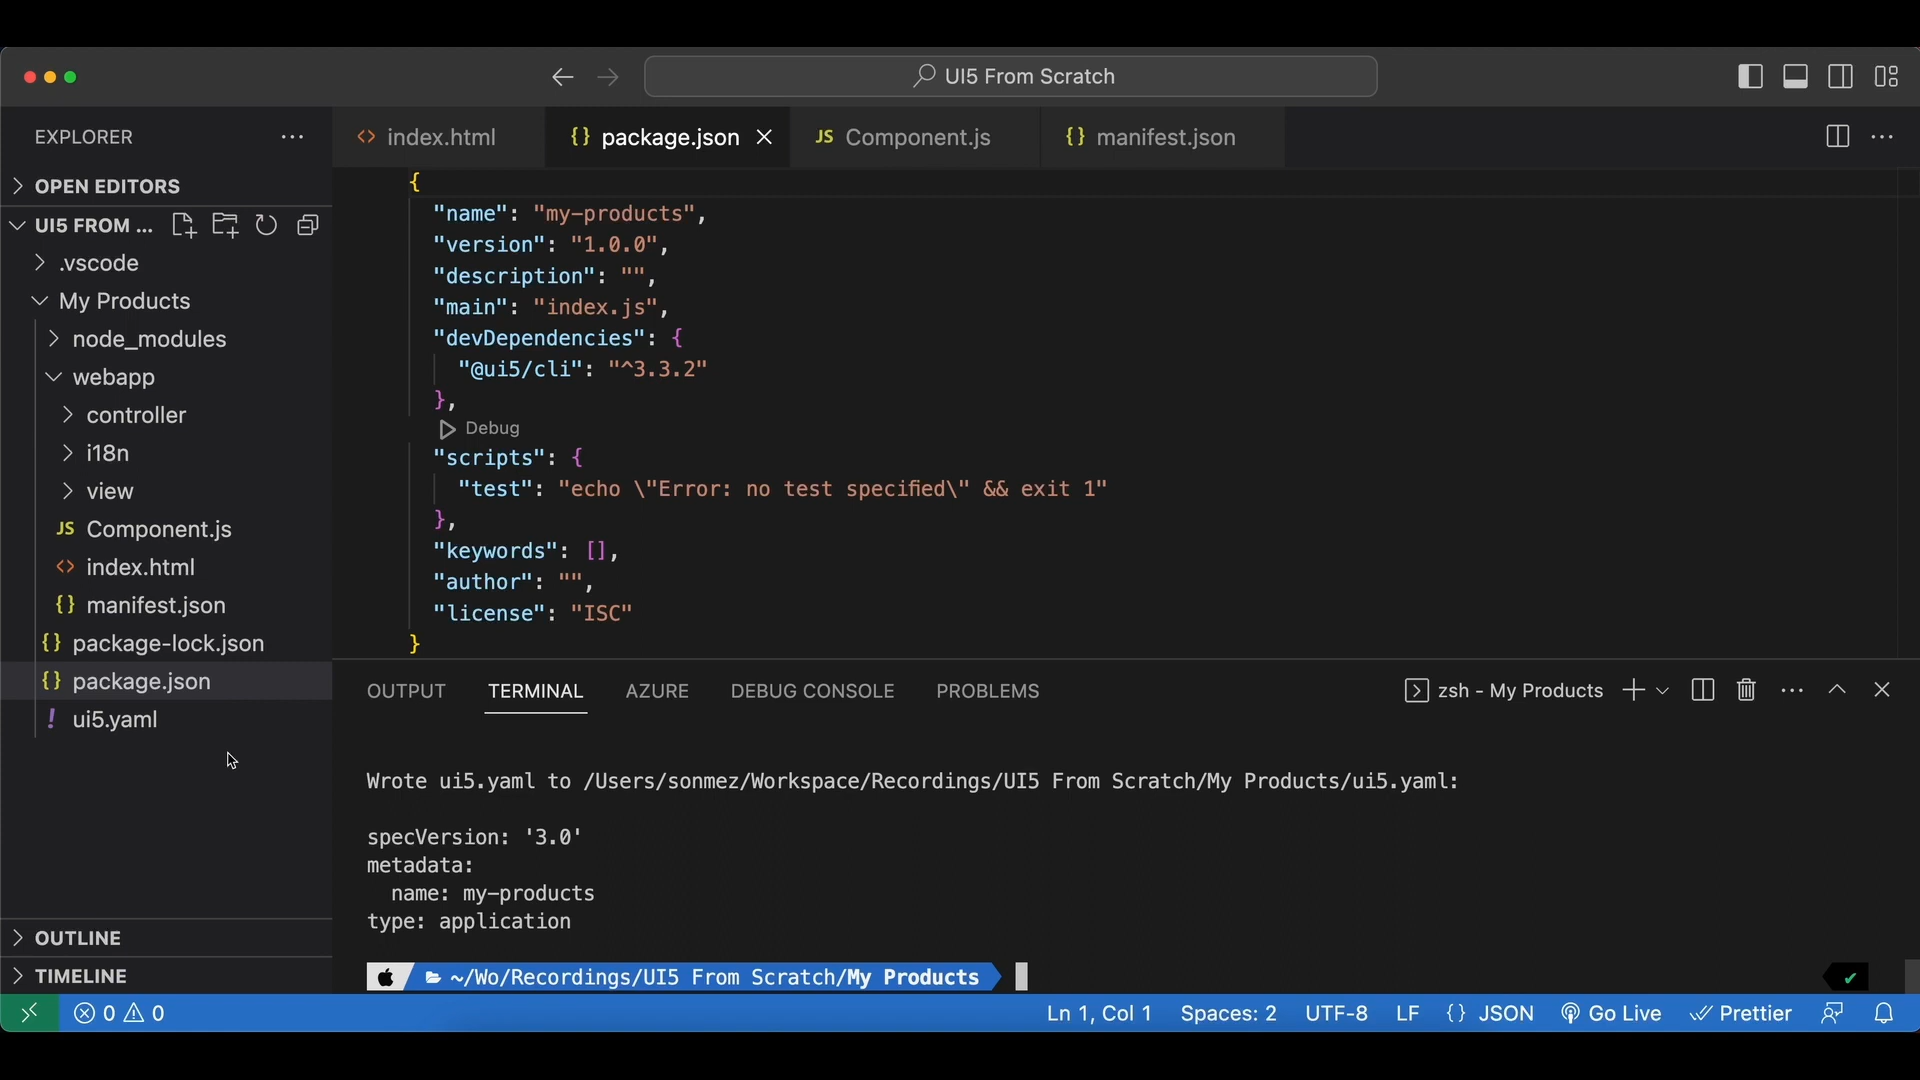 UI5 From Scratch
EXPLORER
index.html
{} package.json
JS Component.js
{} manifest.json
OPEN EDITORS
UI5 FROM ...
.vscode
My Products
node_modules
webapp
controller
i18n
view
JS Component.js
<> index.html
{} manifest.json
{} package-lock.json
{} package.json
! ui5.yaml
OUTLINE
TIMELINE
{
"name": "my-products",
"version": "1.0.0",
"description": "",
"main": "index.js",
"devDependencies": {
"@ui5/cli": "^3.3.2"
},
Debug
"scripts": {
"test": "echo \"Error: no test specified\" && exit 1"
},
"keywords": [],
"author": "",
"license": "ISC"
}
OUTPUT TERMINAL AZURE DEBUG CONSOLE PROBLEMS
zsh - My Products
Wrote ui5.yaml to /Users/sonmez/Workspace/Recordings/UI5 From Scratch/My Products/ui5.yaml:
specVersion: '3.0'
metadata:
name: my-products
type: application
~/Wo/Recordings/UI5 From Scratch/My Products
0 0
Ln 1, Col 1 Spaces: 2 UTF-8 LF {} JSON Go Live Prettier